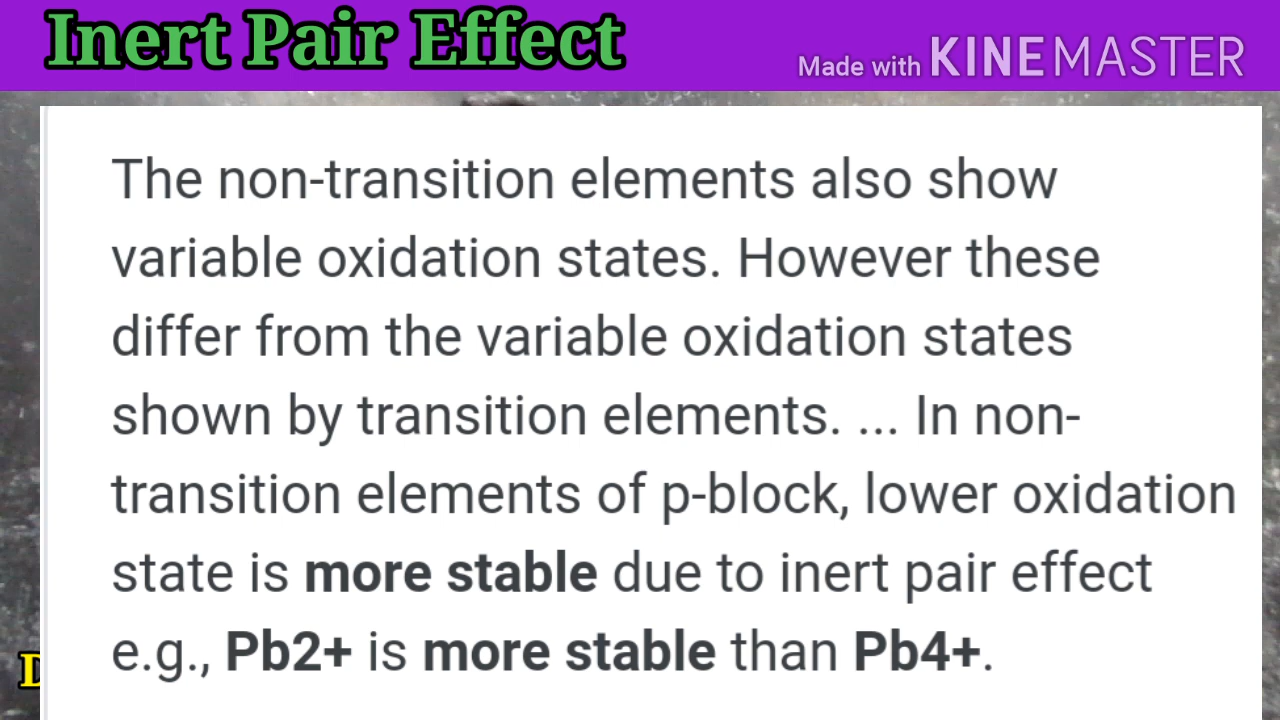 Inert Pair Effect
Made with KINEMASTER
The non-transition elements also show
variable oxidation states. However these
differ from the variable oxidation states
shown by transition elements. ... In non-
transition elements of p-block, lower oxidation
state is more stable due to inert pair effect
e.g., Pb2+ is more stable than Pb4+.
D